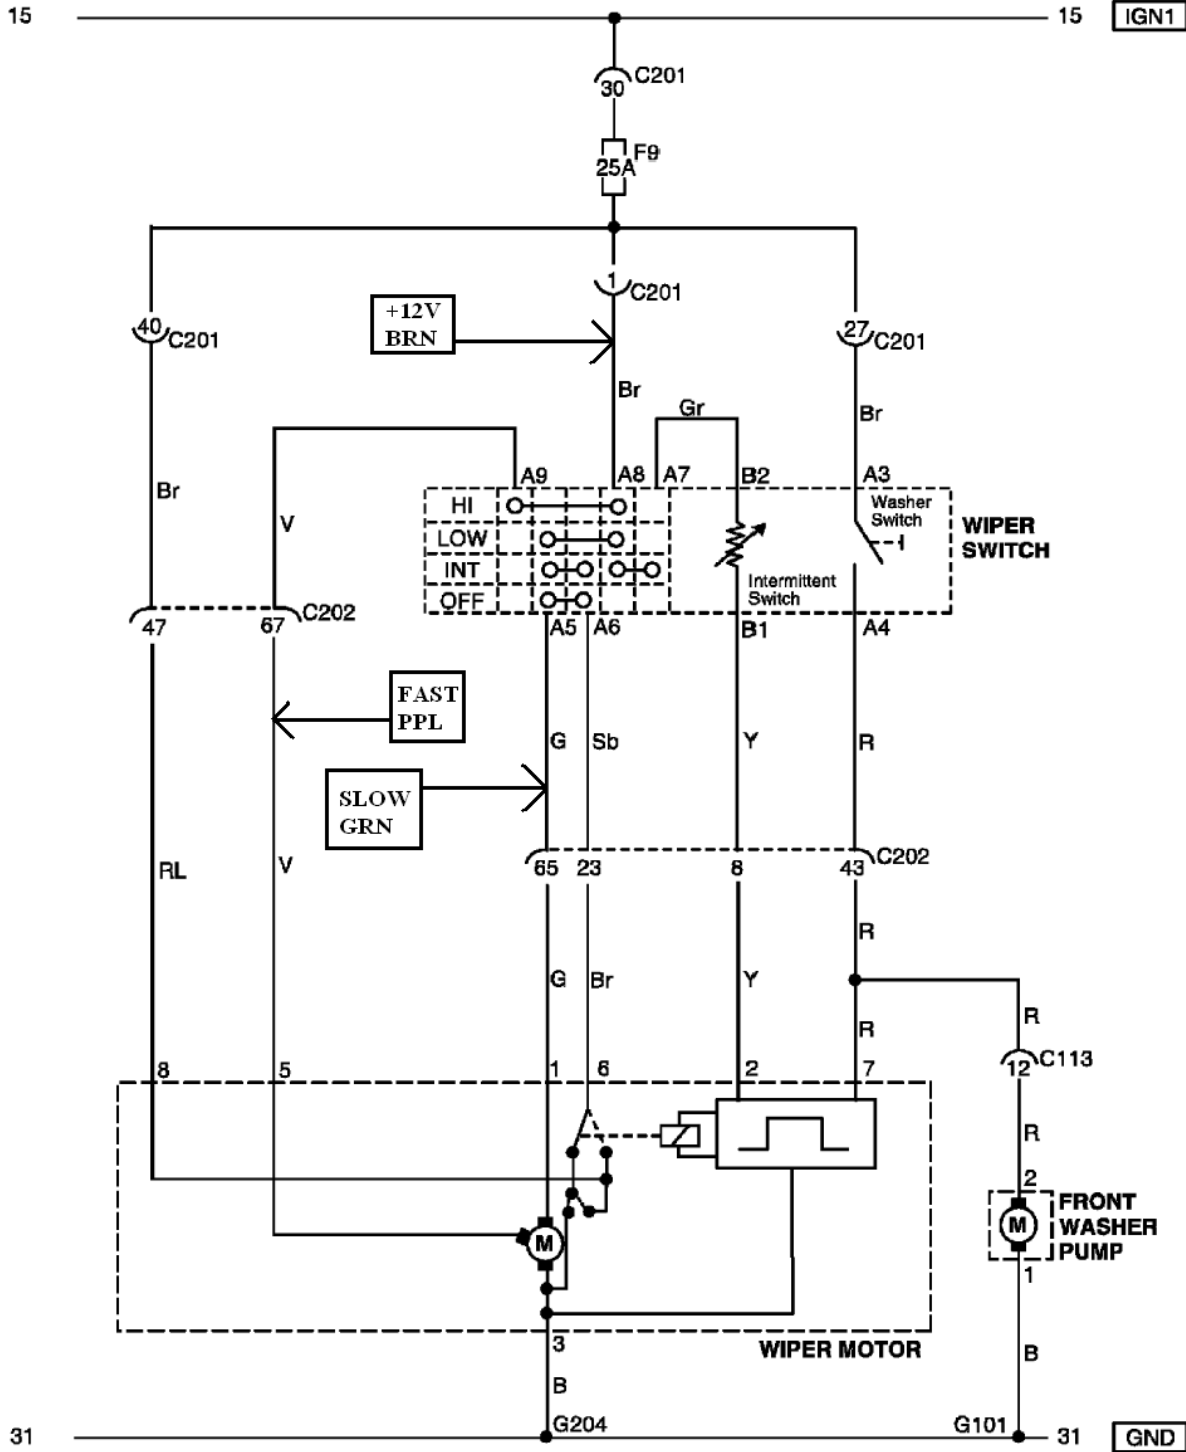 15
15
IGN1
C201
30
F9
25A
1
C201
+12V
BRN
40
C201
27
C201
Br
Gr
Br
A9
A8
A7
B2
A3
Br
V
HI
LOW
INT
OFF
Washer
Switch
Intermittent
Switch
WIPER
SWITCH
C202
47
67
A5
A6
B1
A4
FAST
PPL
G
Sb
Y
R
SLOW
GRN
RL
V
65
23
8
43
C202
R
G
Br
Y
R
R
C113
12
8
5
1
6
2
7
R
2
M
M
FRONT
WASHER
PUMP
1
3
WIPER MOTOR
B
B
31
G204
G101
31
GND